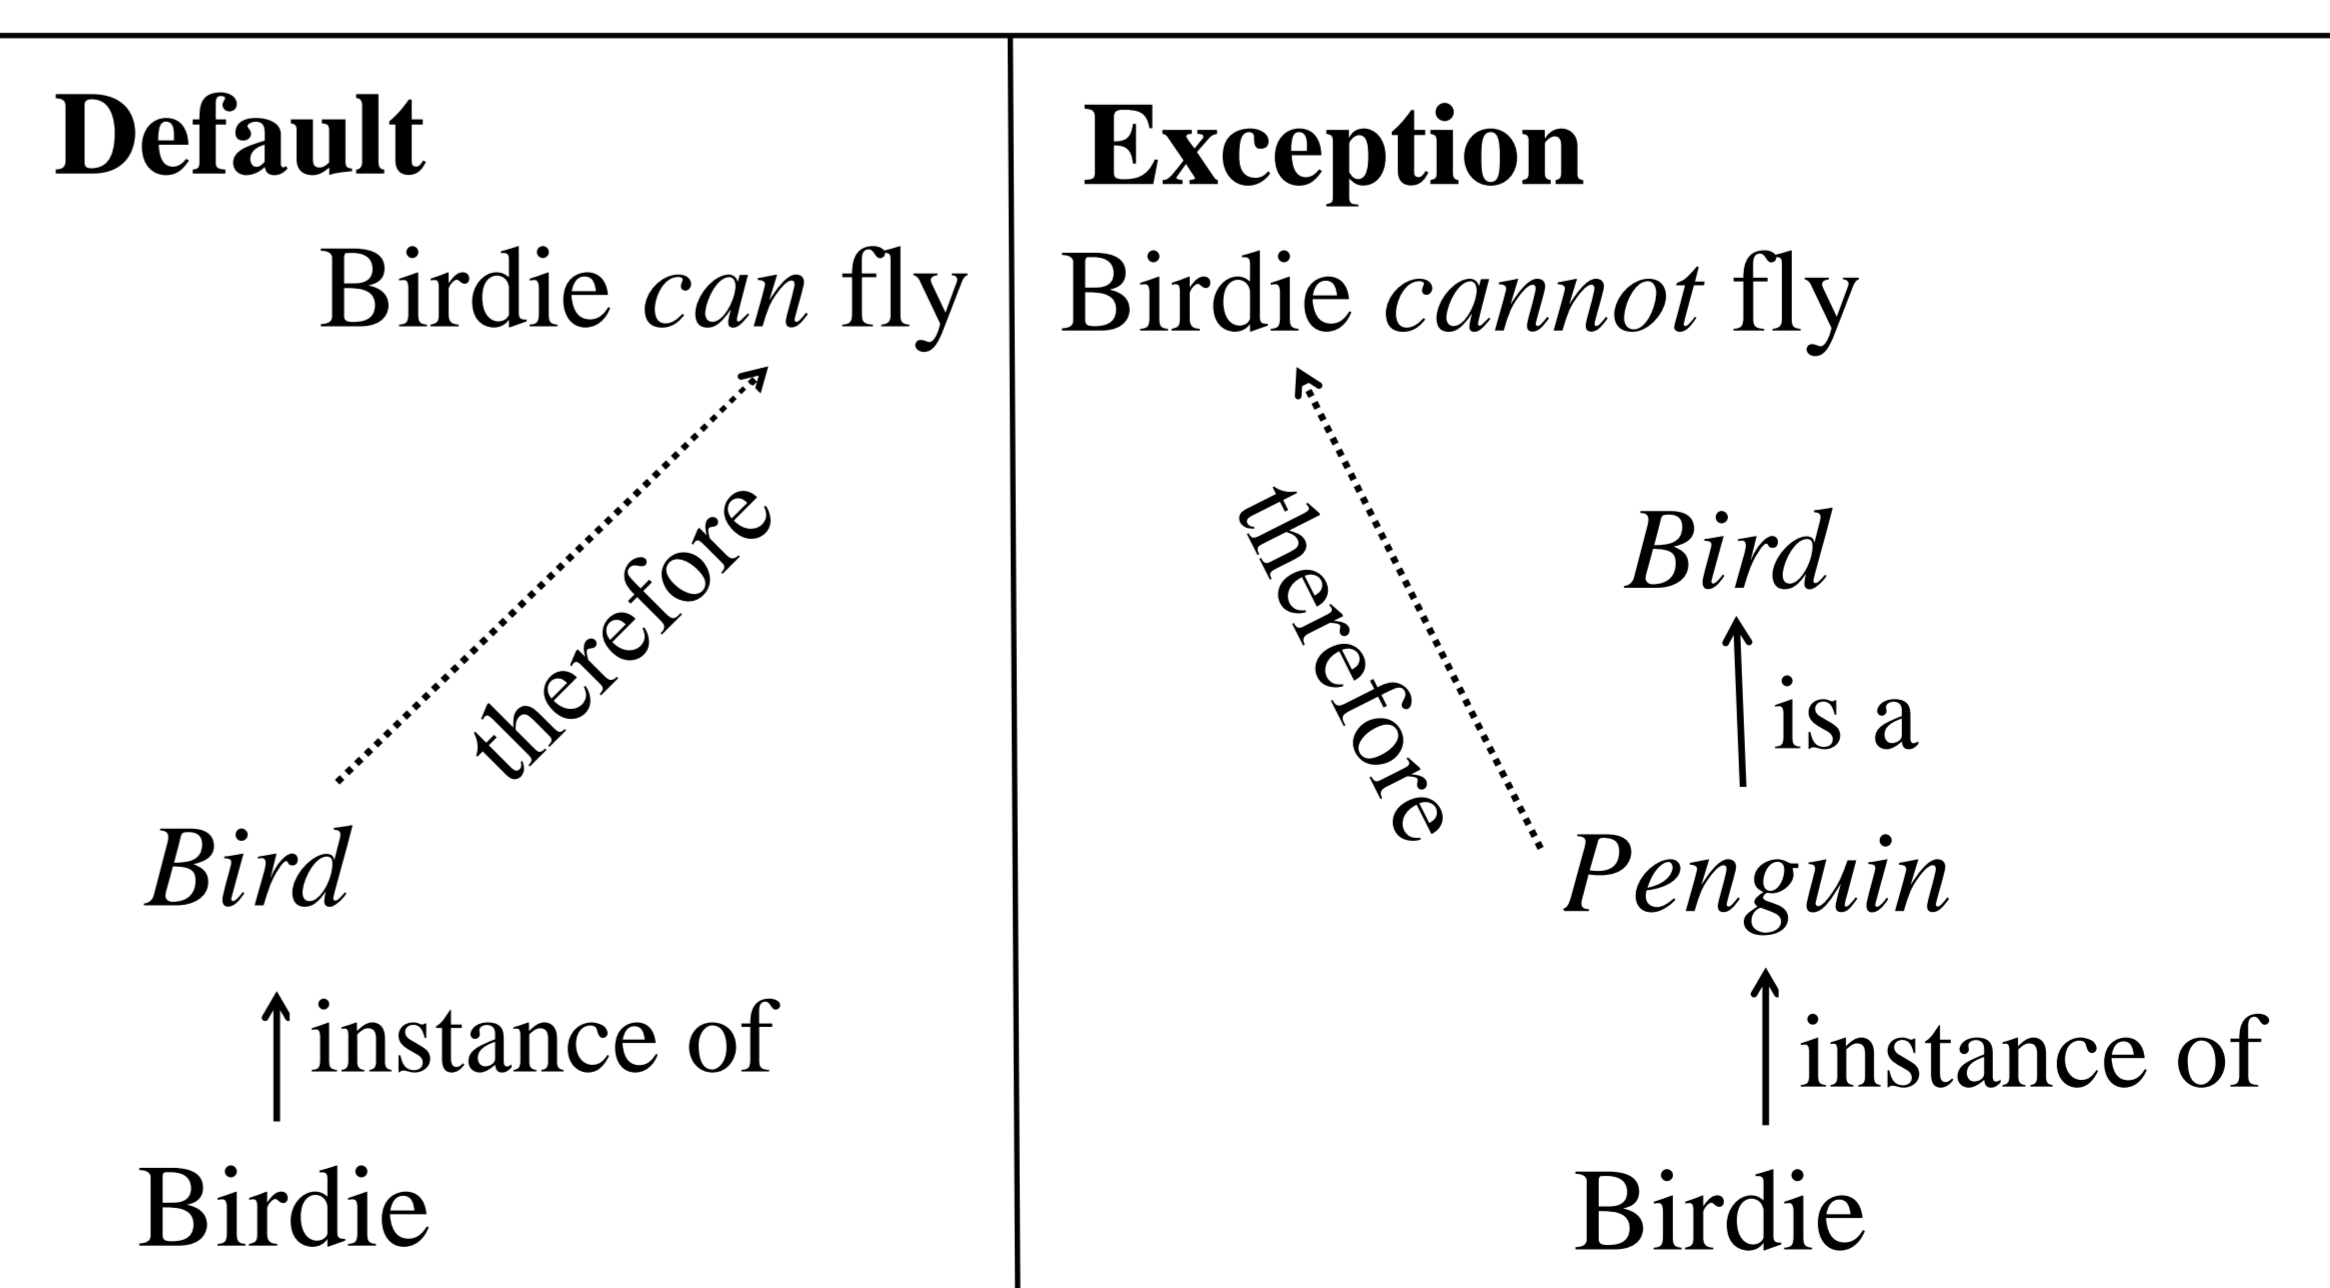 Default
Birdie can fly
therefore
Bird
instance of
Birdie
Exception
Birdie cannot fly
therefore
Bird
is a
Penguin
instance of
Birdie